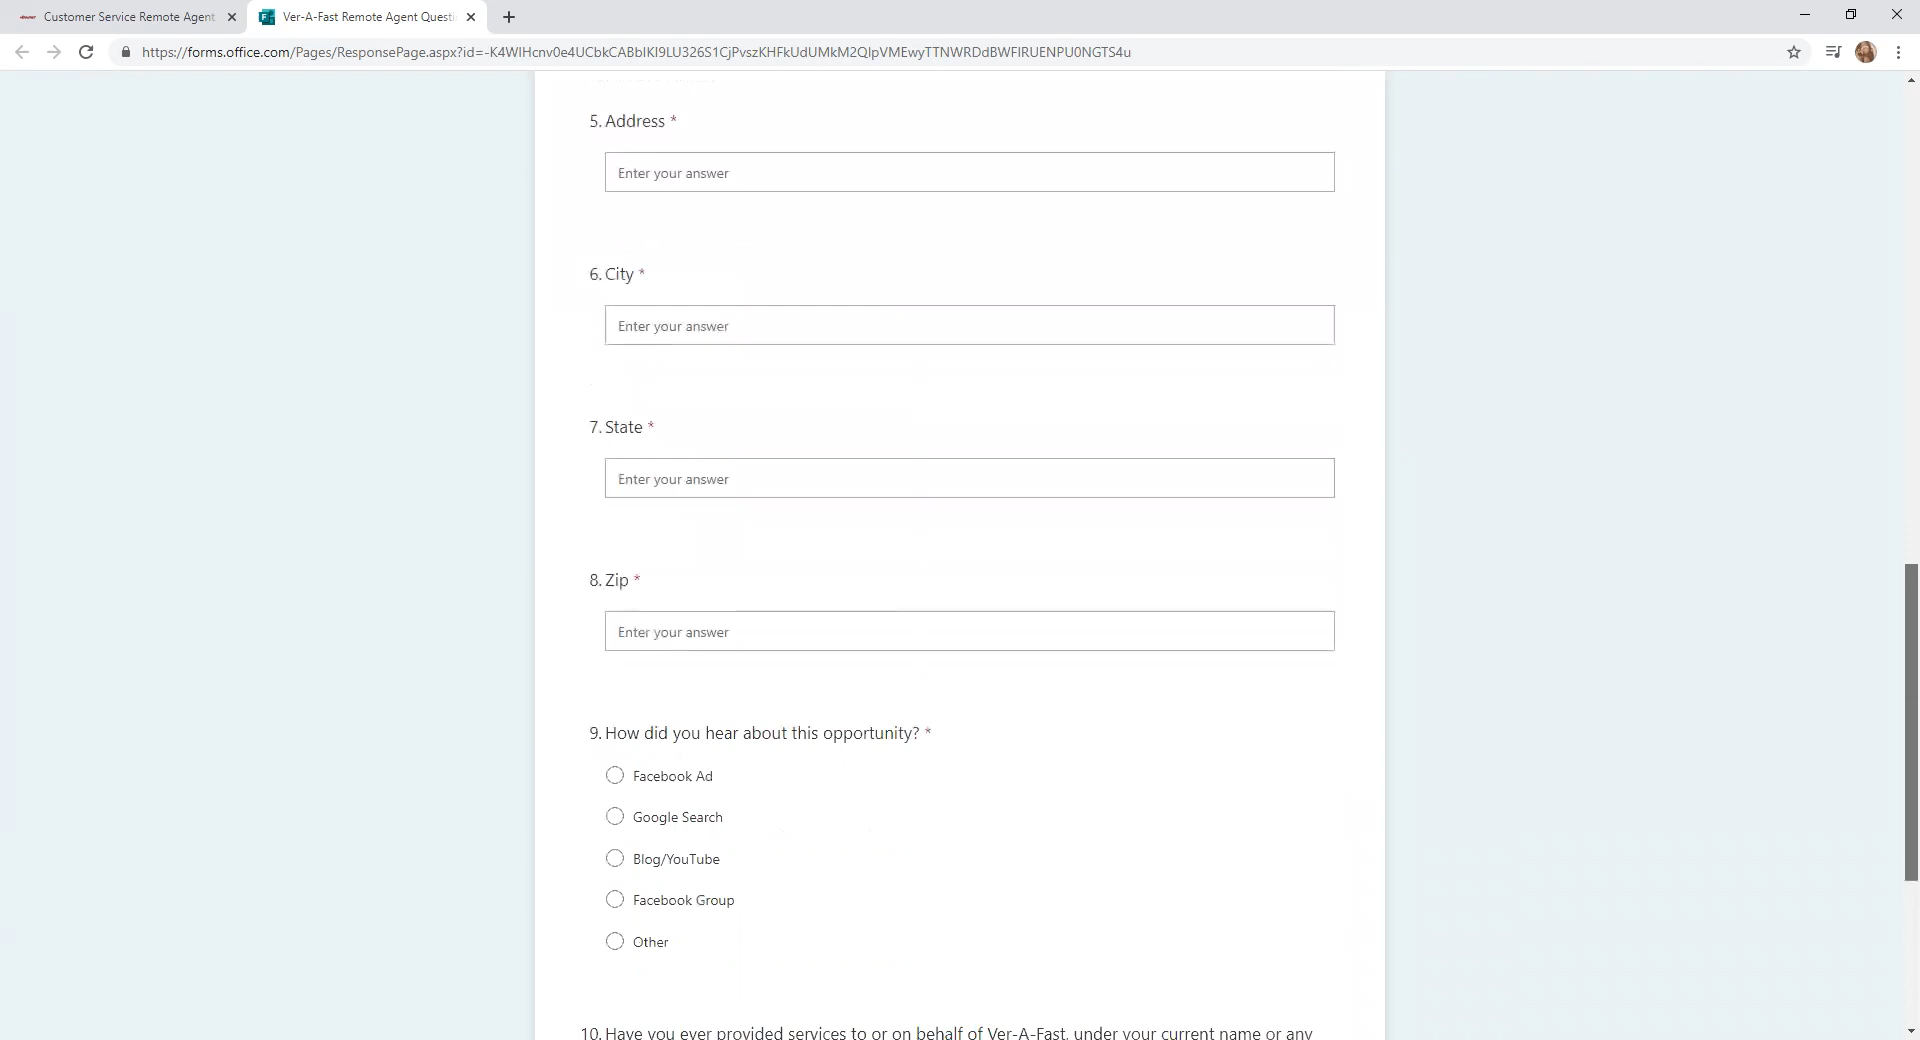 Customer Service Remote Agent
Ver-A-Fast Remote Agent Questi
https://forms.office.com/Pages/ResponsePage.aspx?id=-K4WIHcnv0e4UCbkCABbIKI9LU326S1CjPvszKHFkUdUMkM2QlpVMEwyTTNWRDdBWFlRUENPU0NGTS4u
5. Address *
Enter your answer
6. City *
Enter your answer
7. State *
Enter your answer
8. Zip *
Enter your answer
9. How did you hear about this opportunity? *
Facebook Ad
Google Search
Blog/YouTube
Facebook Group
Other
10. Have you ever provided services to or on behalf of Ver-A-Fast, under your current name or any